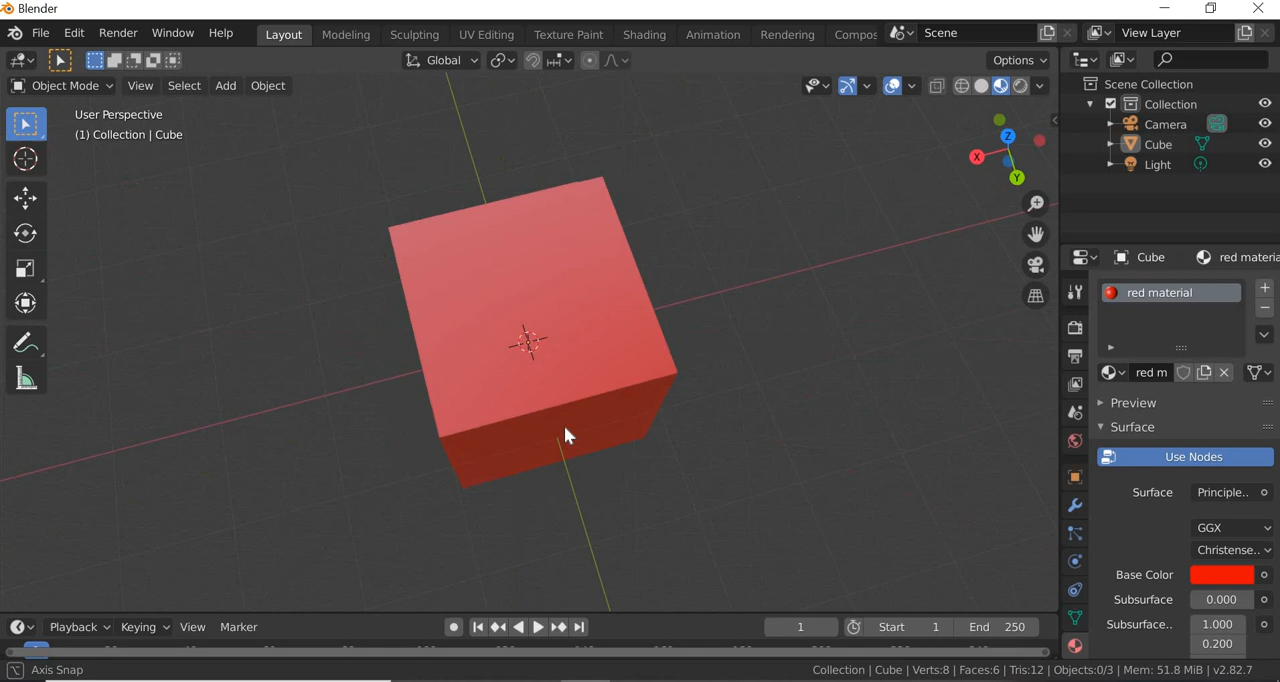 Blender
File Edit Render Window Help Layout Modeling Sculpting UV Editing Texture Paint Shading Animation Rendering Compos Scene View Layer
Global Options
Object Mode View Select Add Object
User Perspective
(1) Collection | Cube
Scene Collection
Collection
Camera
Cube
Light
X
Y
Z
Cube red materia
red material
red m
Preview
Surface
Use Nodes
Surface Principle..
GGX
Christense..
Base Color
Subsurface 0.000
Subsurface.. 1.000
0.200
Playback Keying View Marker 1 Start 1 End 250
Axis Snap Collection | Cube | Verts:8 | Faces:6 | Tris:12 | Objects:0/3 | Mem: 51.8 MiB | v2.82.7